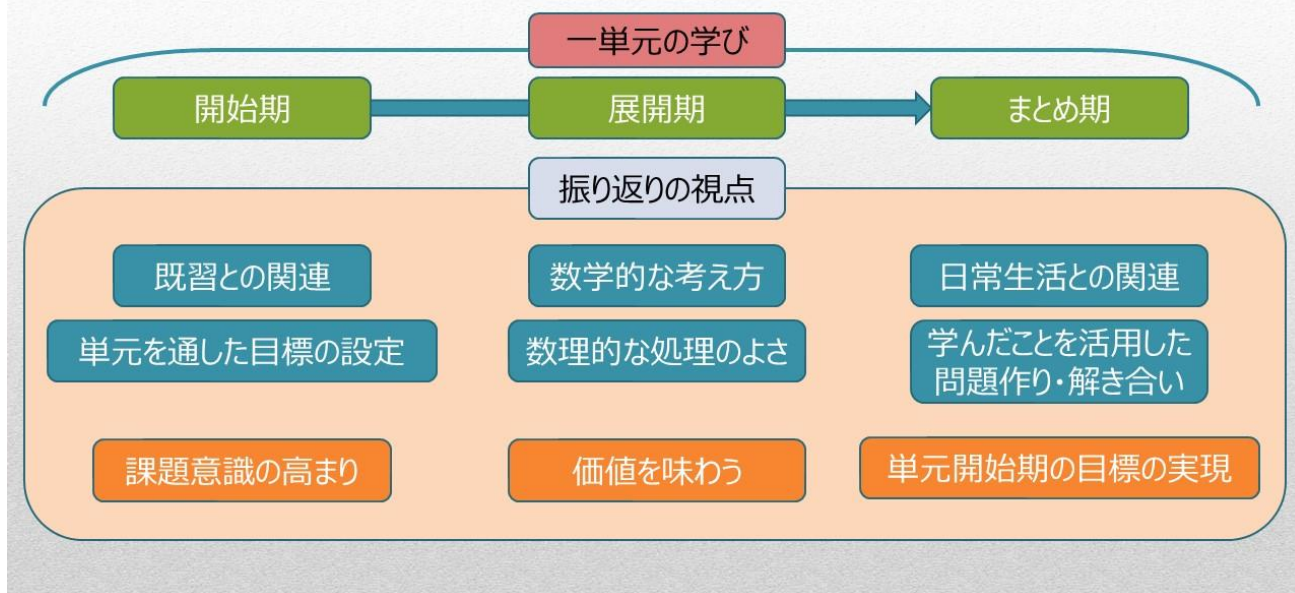 一単元の学び
開始期
展開期
まとめ期
振り返りの視点
既習との関連
数学的な考え方
日常生活との関連
単元を通した目標の設定
数理的な処理のよさ
学んだことを活用した
問題作り・解き合い
課題意識の高まり
価値を味わう
単元開始期の目標の実現